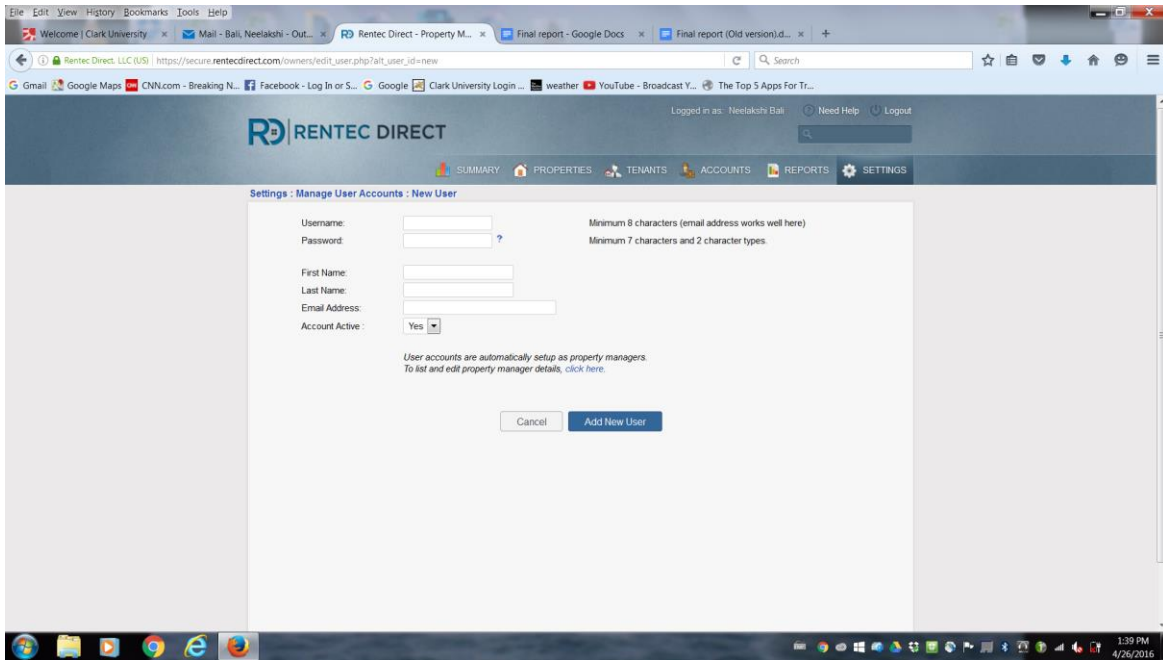 File Edit View History Bookmarks Tools Help
Welcome | Clark University × Mail - Bali, Neelakshi - Out... × Rentec Direct - Property M... × Final report - Google Docs × Final report (Old version).d... × +
Rentec Direct, LLC (US) https://secure.rentecdirect.com/owners/edit_user.php?alt_user_id=new Search
Gmail Google Maps CNN.com - Breaking N... Facebook - Log In or S... Google Clark University Login ... weather YouTube - Broadcast Y... The Top 5 Apps For Tr...
Logged in as: Neelakshi Bali Need Help Logout
RD RENTEC DIRECT
SUMMARY PROPERTIES TENANTS ACCOUNTS REPORTS SETTINGS
Settings : Manage User Accounts : New User
Username: Minimum 8 characters (email address works well here)
Password: ? Minimum 7 characters and 2 character types.
First Name:
Last Name:
Email Address:
Account Active : Yes
User accounts are automatically setup as property managers.
To list and edit property manager details, click here.
Cancel Add New User
1:39 PM
4/26/2016